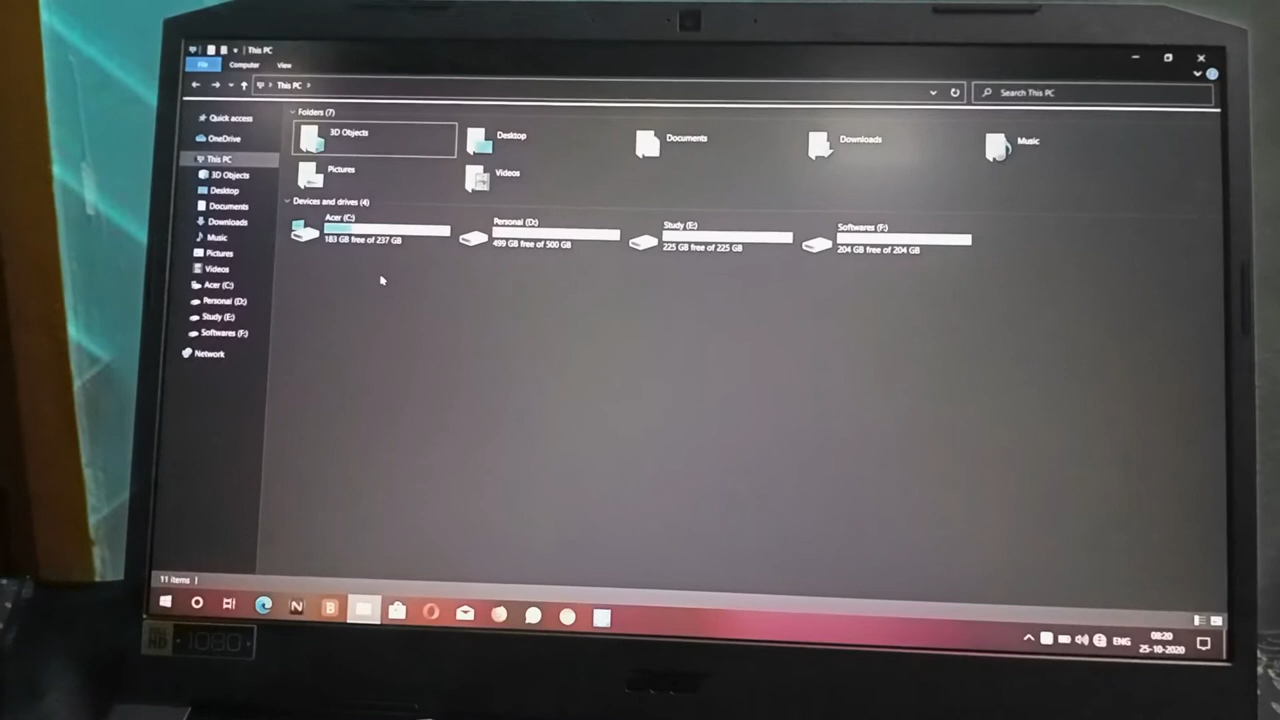 This PC
File Computer View
This PC
Search This PC
Quick access
OneDrive
This PC
3D Objects
Desktop
Documents
Downloads
Music
Pictures
Videos
Acer (C:)
Personal (D:)
Study (E:)
Softwares (F:)
Network
Folders (7)
3D Objects
Desktop
Documents
Downloads
Music
Pictures
Videos
Devices and drives (4)
Acer (C:)
183 GB free of 237 GB
Personal (D:)
499 GB free of 500 GB
Study (E:)
225 GB free of 225 GB
Softwares (F:)
204 GB free of 204 GB
11 items
N B
ENG
08:20
25-10-2020
HD 1080
acer